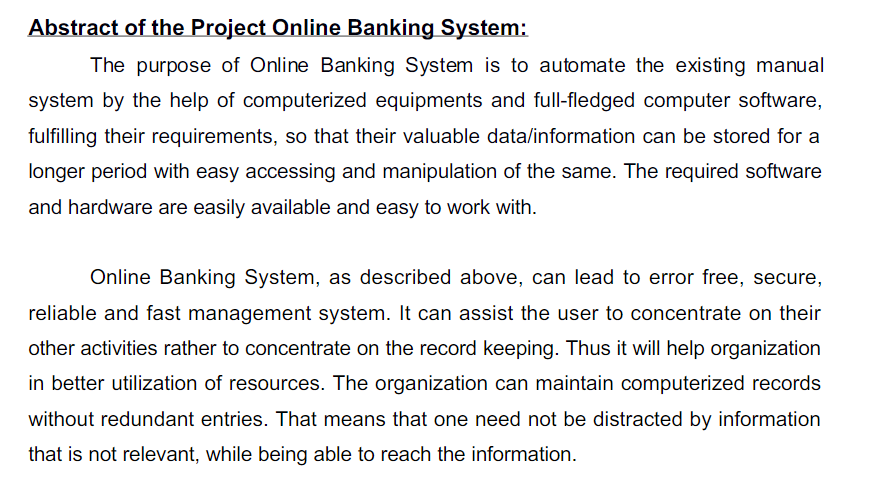 Abstract of the Project Online Banking System:
The purpose of Online Banking System is to automate the existing manual
system by the help of computerized equipments and full-fledged computer software,
fulfilling their requirements, so that their valuable data/information can be stored for a
longer period with easy accessing and manipulation of the same. The required software
and hardware are easily available and easy to work with.
Online Banking System, as described above, can lead to error free, secure,
reliable and fast management system. It can assist the user to concentrate on their
other activities rather to concentrate on the record keeping. Thus it will help organization
in better utilization of resources. The organization can maintain computerized records
without redundant entries. That means that one need not be distracted by information
that is not relevant, while being able to reach the information.